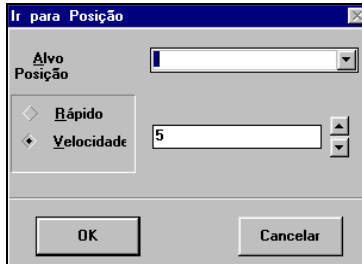 Ir para Posição
Alvo
Posição
Rápido
Velocidade
5
OK
Cancelar